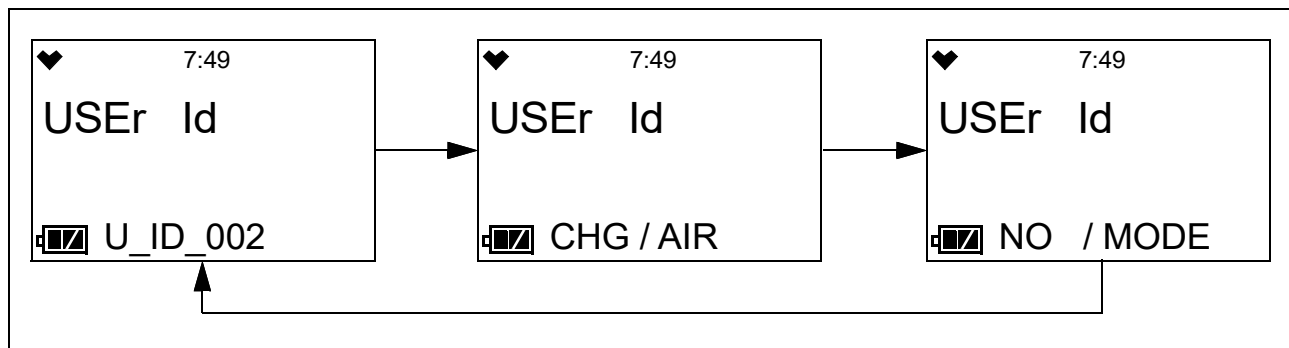 7:49
USEr Id
U_ID_002
7:49
USEr Id
CHG / AIR
7:49
USEr Id
NO / MODE